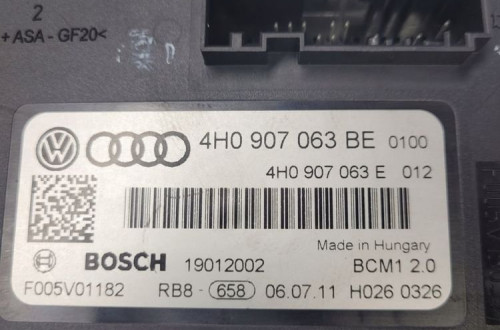 2
+ASA-GF20<
4H0 907 063 BE 0100
4H0 907 063 E 012
Made in Hungary
BOSCH 19012002 BCM1 2.0
F005V01182 RB8-658 06.07.11 H026 0326